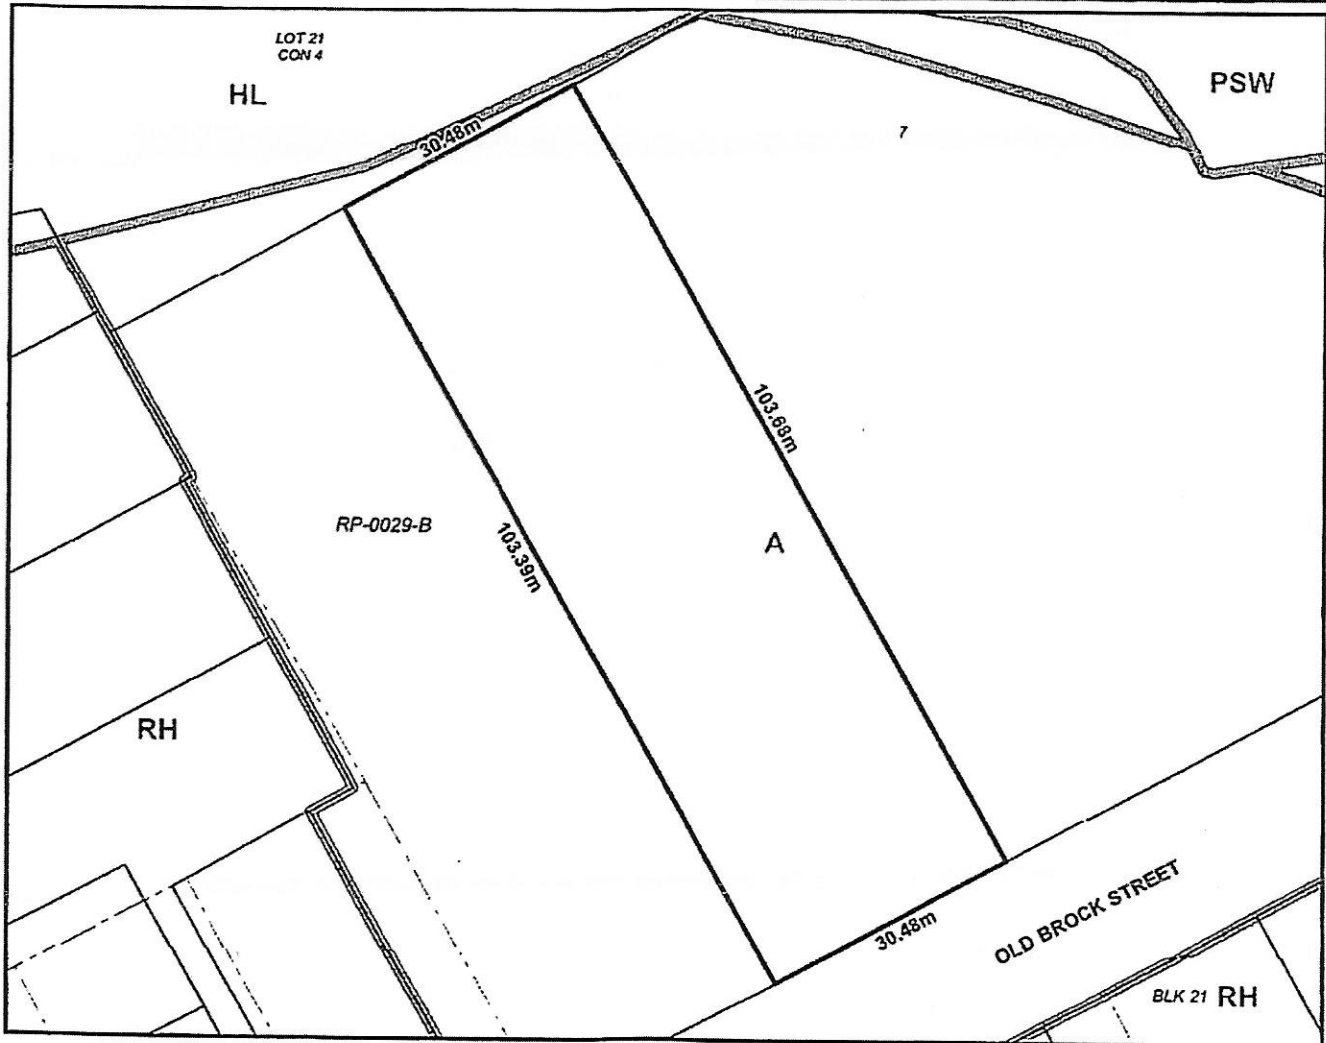 LOT 21
CON 4
HL
PSW
30.48m
7
103.68m
RP-0029-B
103.39m
A
RH
30.48m
OLD BROCK STREET
BLK 21 RH